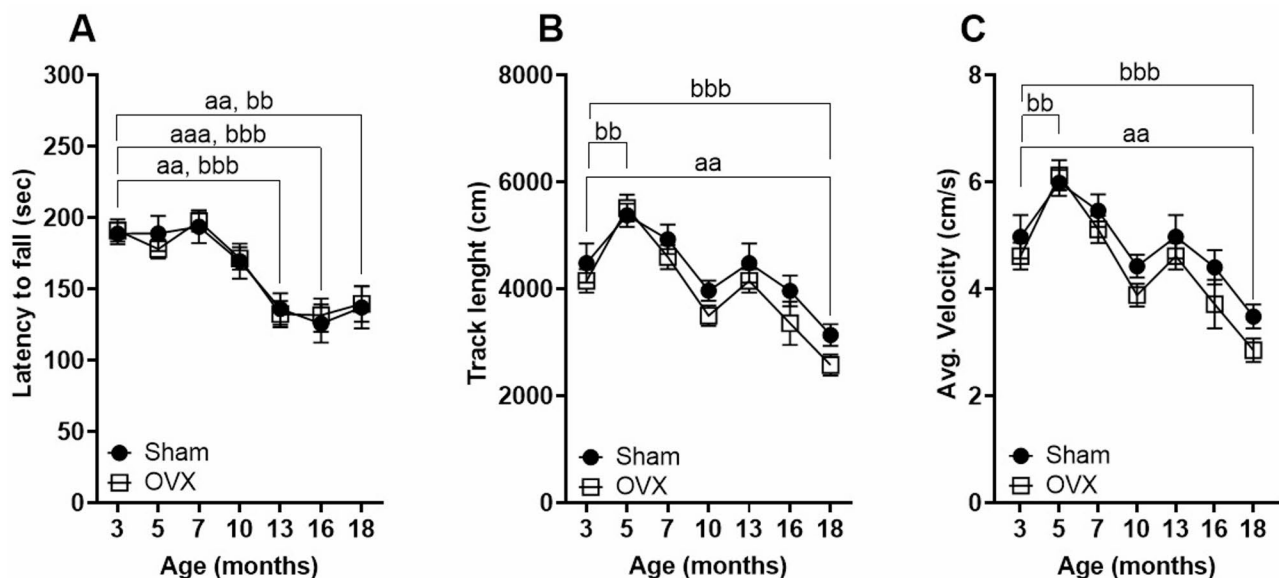 A
300
250
200
150
100
50
0
Latency to fall (sec)
aa, bb
aaa, bbb
aa, bbb
Sham
OVX
3 5 7 10 13 16 18
Age (months)
B
8000
6000
4000
2000
0
Track lenght (cm)
bbb
bb
aa
Sham
OVX
3 5 7 10 13 16 18
Age (months)
C
8
6
4
2
0
Avg. Velocity (cm/s)
bbb
bb
aa
Sham
OVX
3 5 7 10 13 16 18
Age (months)